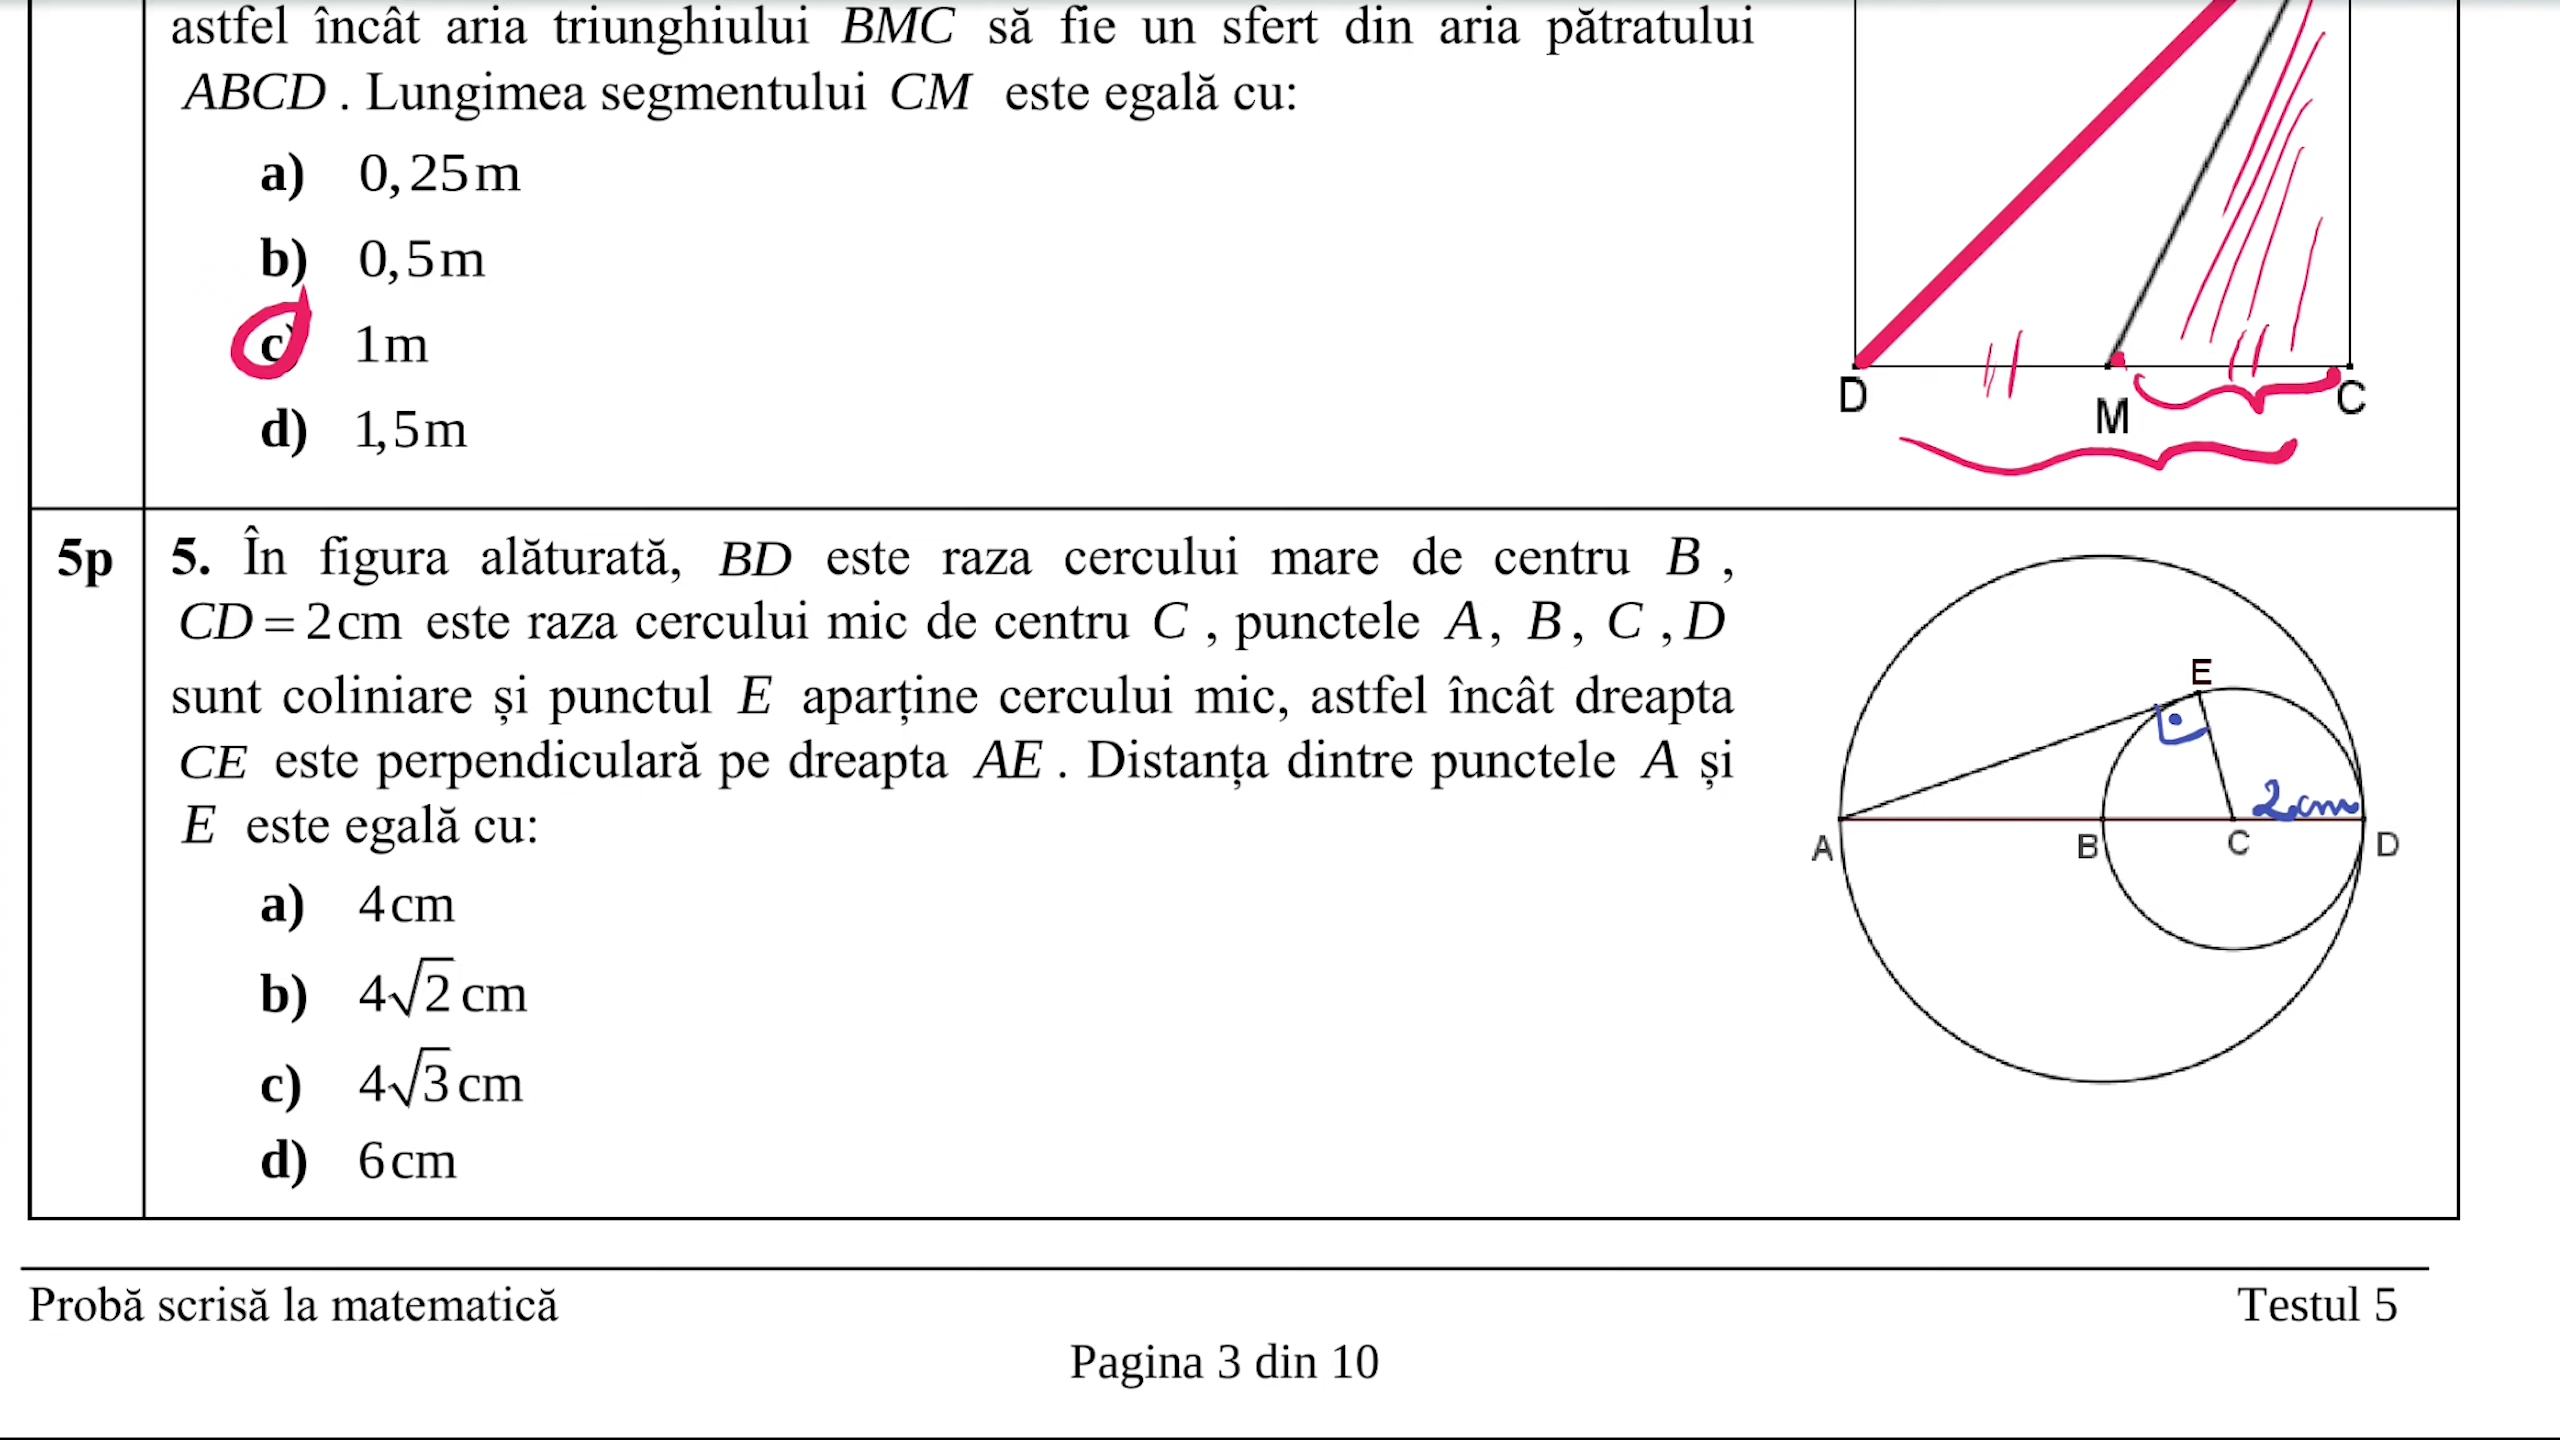 astfel încât aria triunghiului BMC să fie un sfert din aria pătratului
ABCD . Lungimea segmentului CM este egală cu:
a) 0,25m
b) 0,5m
c) 1m
d) 1,5m
D
M
C
5p
5. În figura alăturată, BD este raza cercului mare de centru B ,
CD = 2cm este raza cercului mic de centru C , punctele A, B, C , D
sunt coliniare și punctul E aparține cercului mic, astfel încât dreapta
CE este perpendiculară pe dreapta AE . Distanța dintre punctele A și
E este egală cu:
a) 4cm
b) 4√2 cm
c) 4√3 cm
d) 6cm
E
2cm
A
B
C
D
Probă scrisă la matematică
Testul 5
Pagina 3 din 10